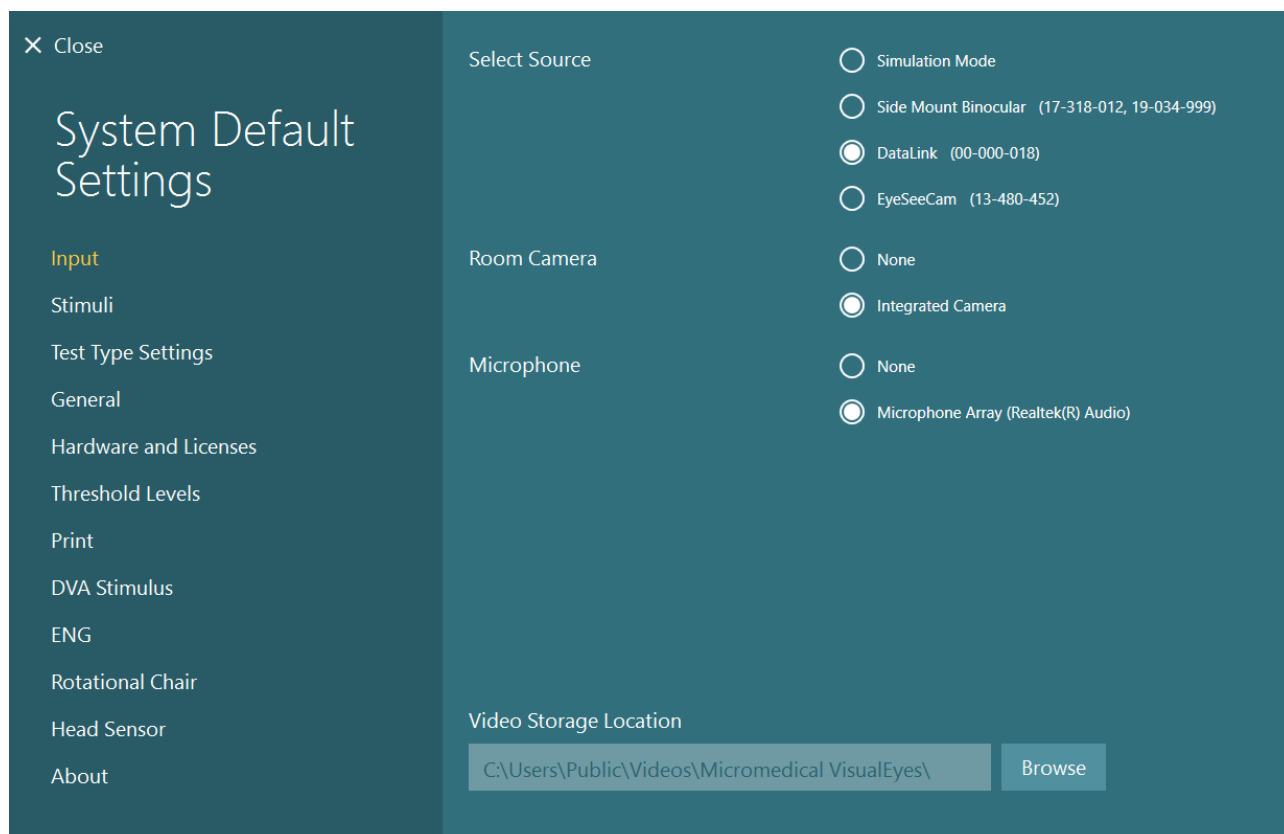 Close
System Default
Settings
Input
Stimuli
Test Type Settings
General
Hardware and Licenses
Threshold Levels
Print
DVA Stimulus
ENG
Rotational Chair
Head Sensor
About
Select Source
Simulation Mode
Side Mount Binocular (17-318-012, 19-034-999)
DataLink (00-000-018)
EyeSeeCam (13-480-452)
Room Camera
None
Integrated Camera
Microphone
None
Microphone Array (Realtek(R) Audio)
Video Storage Location
C:\Users\Public\Videos\Micromedical VisualEyes\
Browse